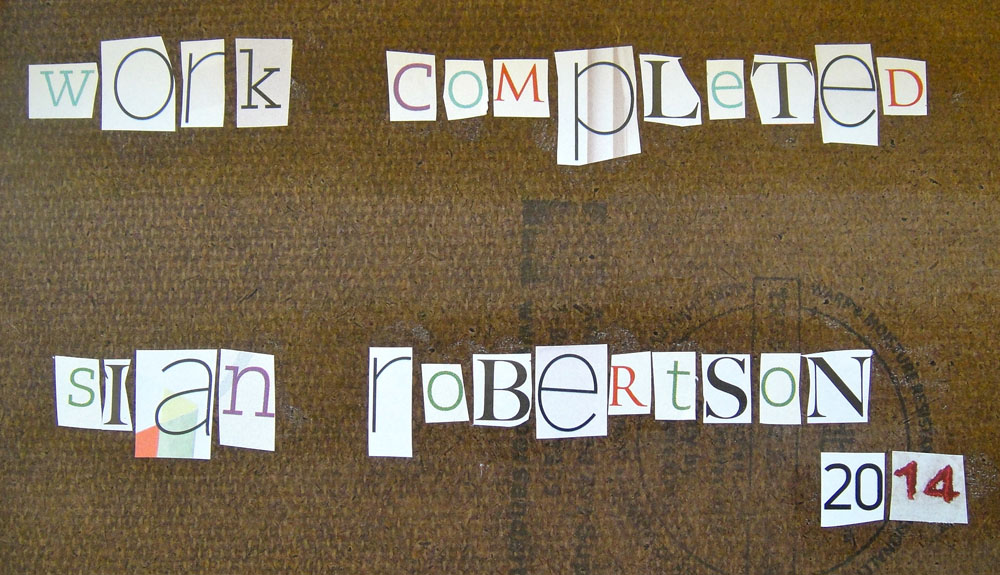 work coMpLeTeD
sIan roBeRtSoN
2014